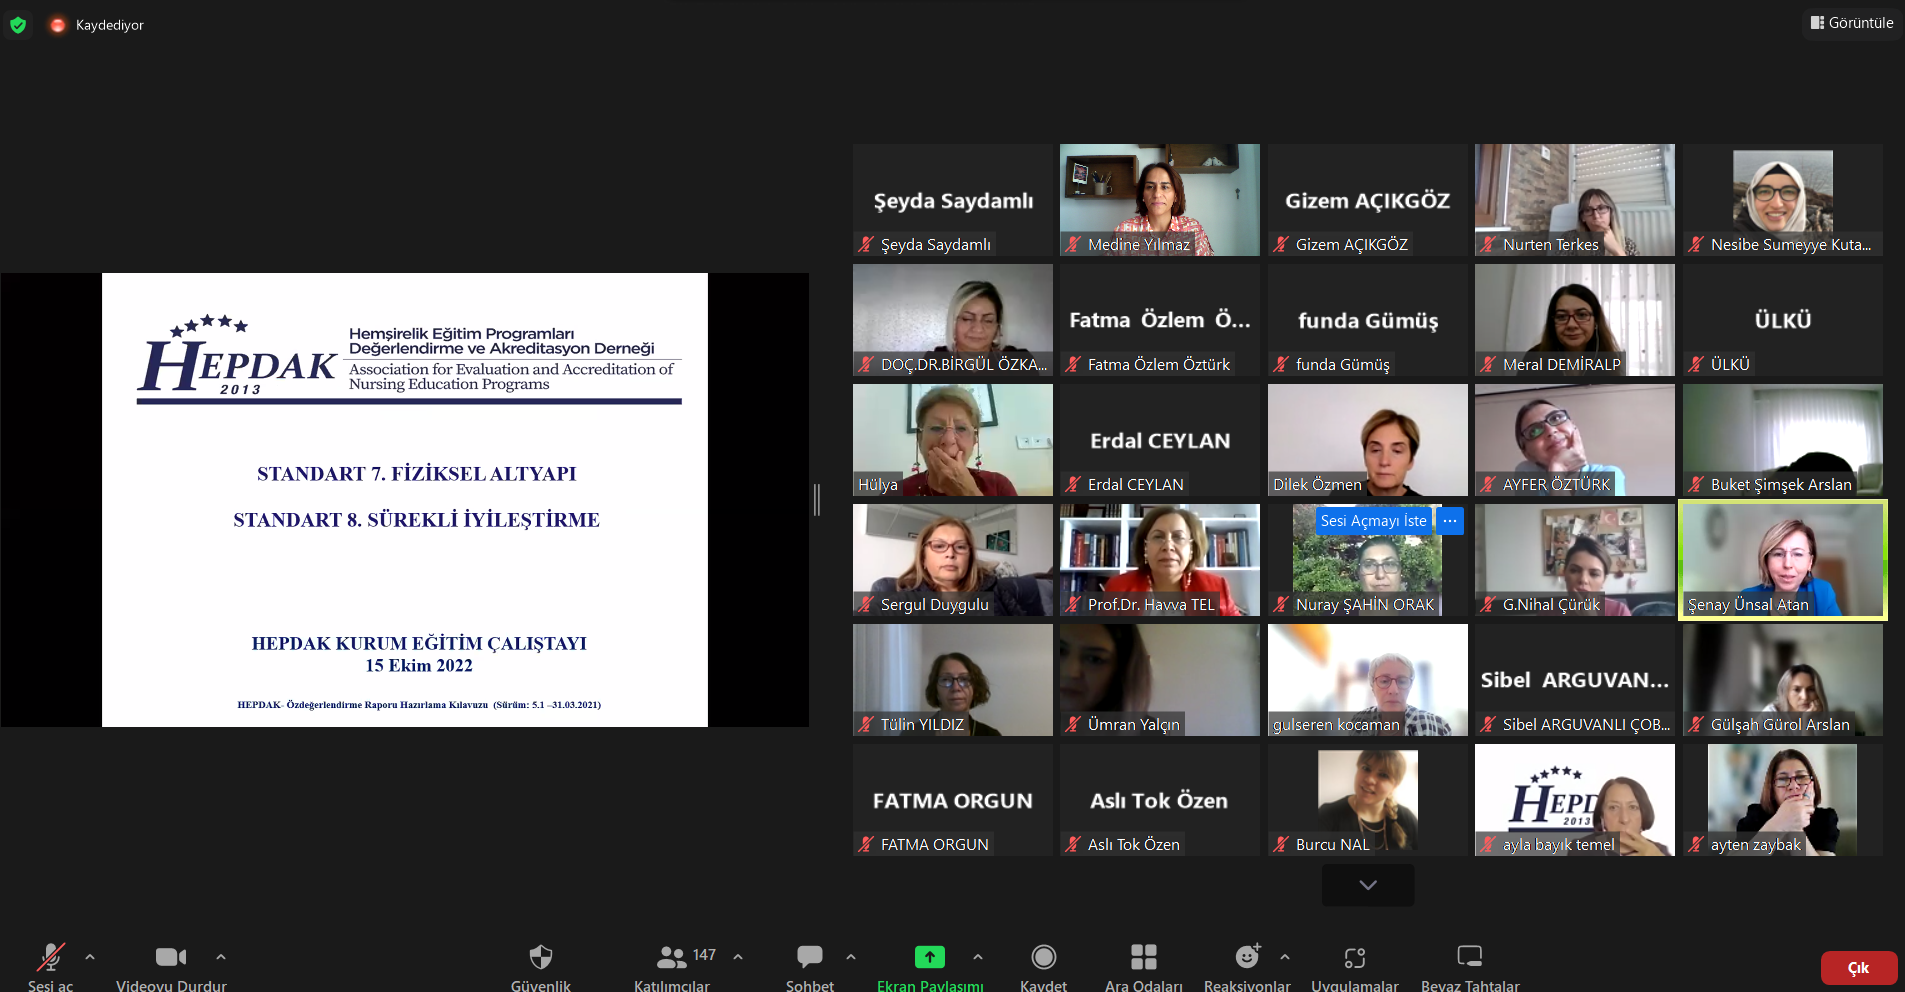 Kaydediyor
Görüntüle
HEPDAK
2013
Hemşirelik Eğitim Programları
Değerlendirme ve Akreditasyon Derneği
Association for Evaluation and Accreditation of
Nursing Education Programs
STANDART 7. FİZİKSEL ALTYAPI
STANDART 8. SÜREKLİ İYİLEŞTİRME
HEPDAK KURUM EĞİTİM ÇALIŞTAYI
15 Ekim 2022
HEPDAK- Özdeğerlendirme Raporu Hazırlama Kılavuzu (Sürüm: 5.1 –31.03.2021)
Şeyda Saydamlı
Şeyda Saydamlı
Medine Yılmaz
Gizem AÇIKGÖZ
Gizem AÇIKGÖZ
Nurten Terkes
Nesibe Sumeyye Kuta...
DOÇ.DR.BİRGÜL ÖZKA...
Fatma Özlem Ö...
Fatma Özlem Öztürk
funda Gümüş
funda Gümüş
Meral DEMİRALP
ÜLKÜ
ÜLKÜ
Hülya
Erdal CEYLAN
Erdal CEYLAN
Dilek Özmen
AYFER ÖZTÜRK
Buket Şimşek Arslan
Sergul Duygulu
Prof.Dr. Havva TEL
Sesi Açmayı İste
...
Nuray ŞAHİN ORAK
G.Nihal Çürük
Şenay Ünsal Atan
Tülin YILDIZ
Ümran Yalçın
gulseren kocaman
Sibel ARGUVAN...
Sibel ARGUVANLI ÇOB...
Gülşah Gürol Arslan
FATMA ORGUN
FATMA ORGUN
Aslı Tok Özen
Aslı Tok Özen
Burcu NAL
HEPD
2013
ayla bayık temel
ayten zaybak
Sesi aç
Videoyu Durdur
Güvenlik
147
Katılımcılar
Sohbet
Ekran Paylaşımı
Kaydet
Ara Odaları
Reaksiyonlar
Uygulamalar
Beyaz Tahtalar
Çık